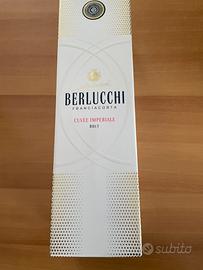 BERLUCCHI
FRANCIACORTA
CUVÉE IMPERIALE
BRUT
subito